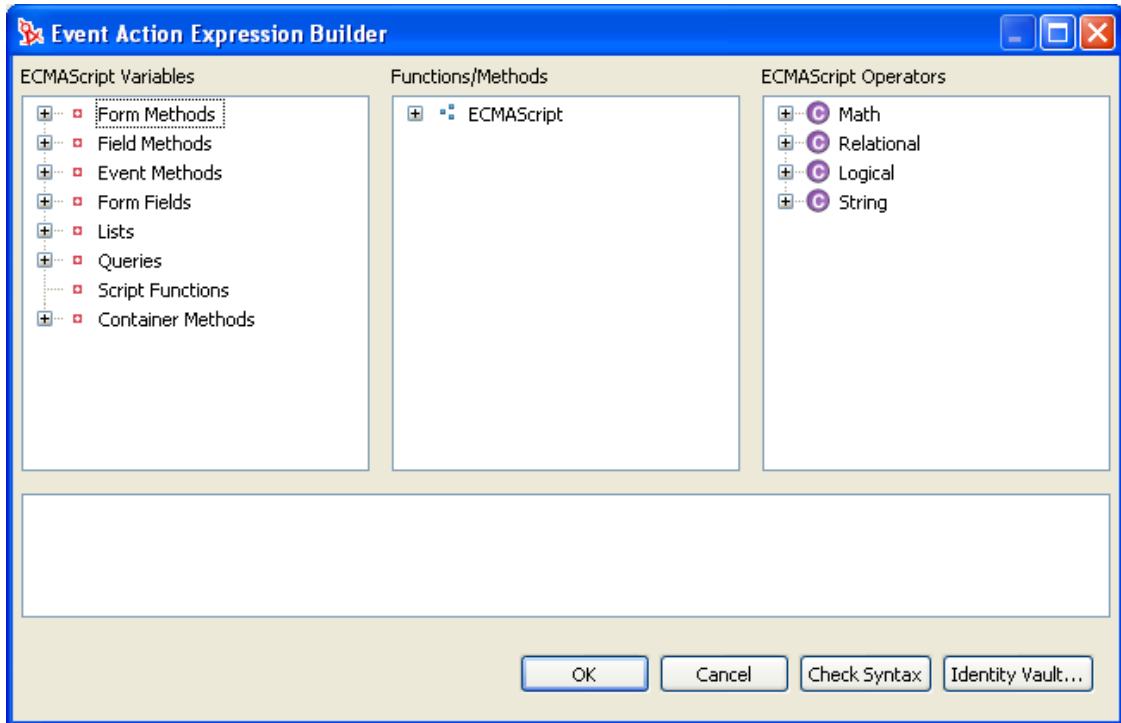 Event Action Expression Builder
ECMAScript Variables
Form Methods
Field Methods
Event Methods
Form Fields
Lists
Queries
Script Functions
Container Methods
Functions/Methods
ECMAScript
ECMAScript Operators
C Math
C Relational
C Logical
C String
OK Cancel Check Syntax Identity Vault...